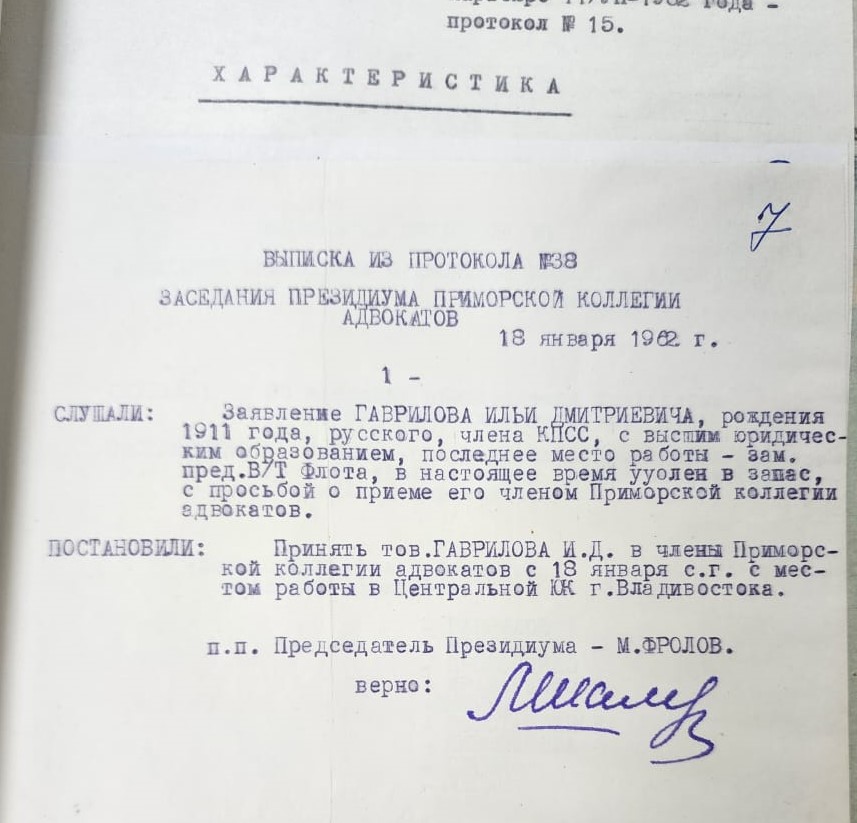 протокол № 15.
ХАРАКТЕРИСТИКА
7
ВЫПИСКА ИЗ ПРОТОКОЛА №38
ЗАСЕДАНИЯ ПРЕЗИДИУМА ПРИМОРСКОЙ КОЛЛЕГИИ
АДВОКАТОВ
18 января 1962 г.
1 -
СЛУШАЛИ: Заявление ГАВРИЛОВА ИЛЬИ ДМИТРИЕВИЧА, рождения
1911 года, русского, члена КПСС, с высшим юридичес-
ким образованием, последнее место работы - зам.
пред.В/Т Флота, в настоящее время ууолен в запас,
с просьбой о приеме его членом Приморской коллегии
адвокатов.
ПОСТАНОВИЛИ: Принять тов.ГАВРИЛОВА И.Д. в члены Приморс-
кой коллегии адвокатов с 18 января с.г. с мес-
том работы в Центральной ЮК г.Владивостока.
п.п. Председатель Президиума - М.ФРОЛОВ.
верно: